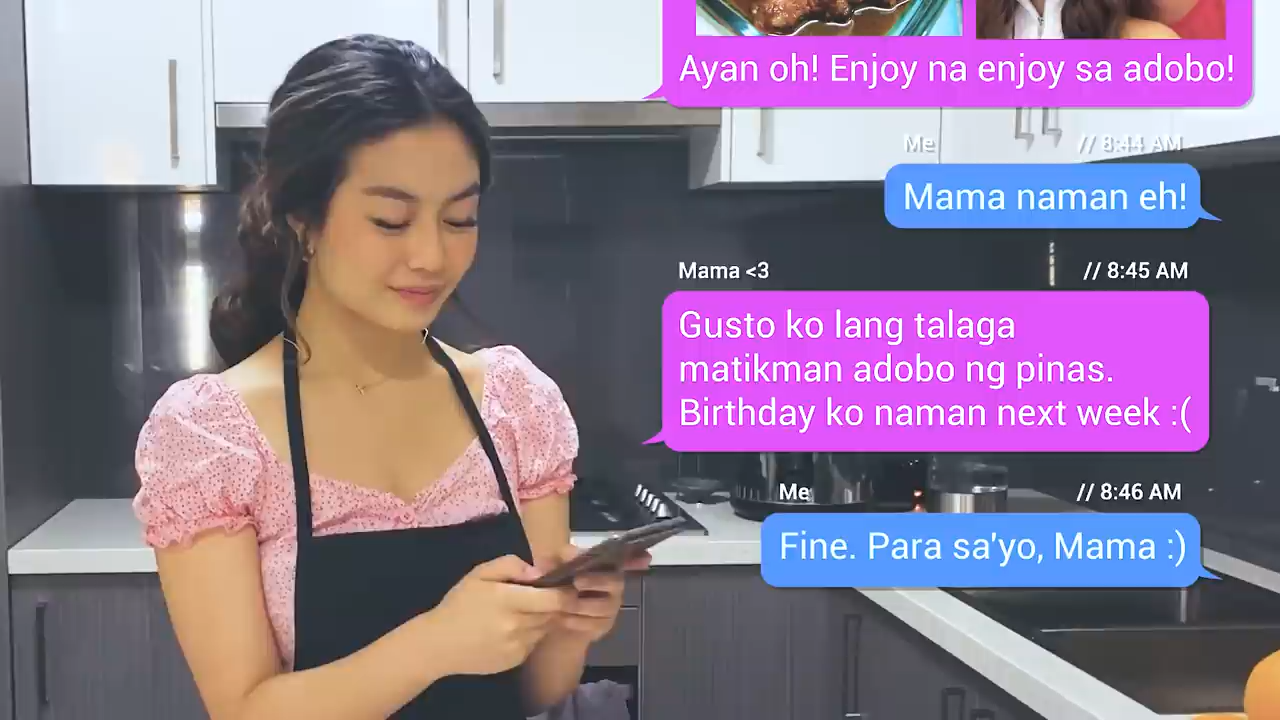 Ayan oh! Enjoy na enjoy sa adobo!
Me // 8:44 AM
Mama naman eh!
Mama <3 // 8:45 AM
Gusto ko lang talaga
matikman adobo ng pinas.
Birthday ko naman next week :(
Me // 8:46 AM
Fine. Para sa'yo, Mama :)